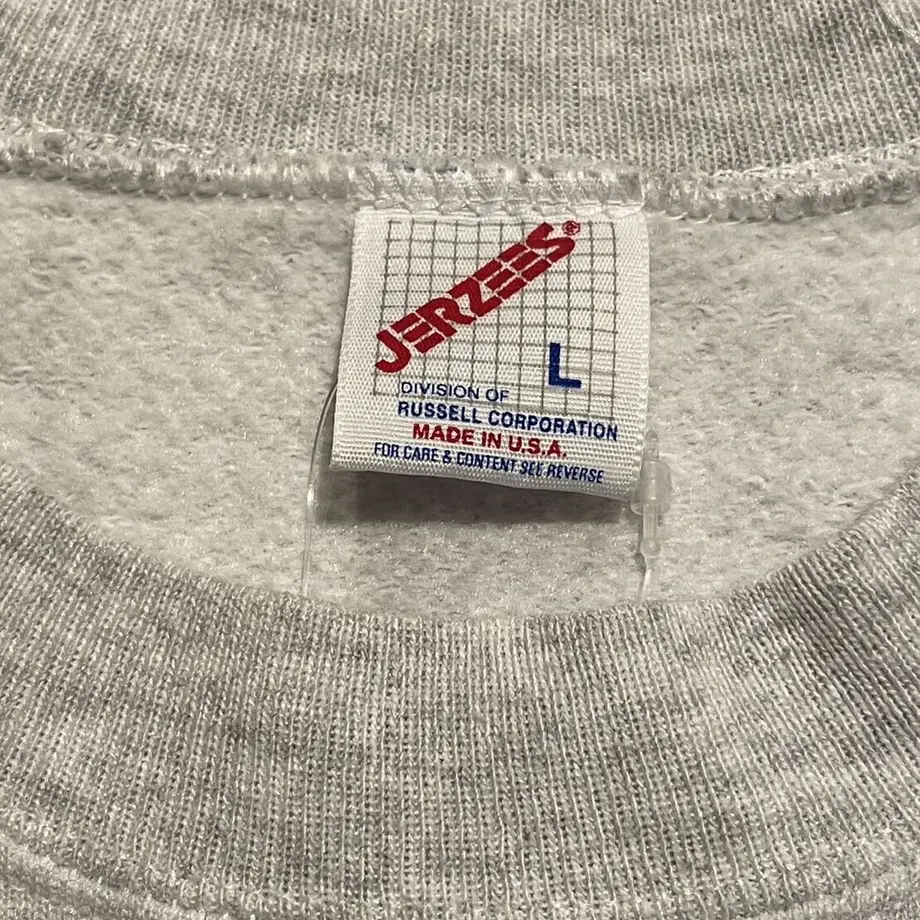 JERZEES®
L
DIVISION OF
RUSSELL CORPORATION
MADE IN U.S.A.
FOR CARE & CONTENT SEE REVERSE